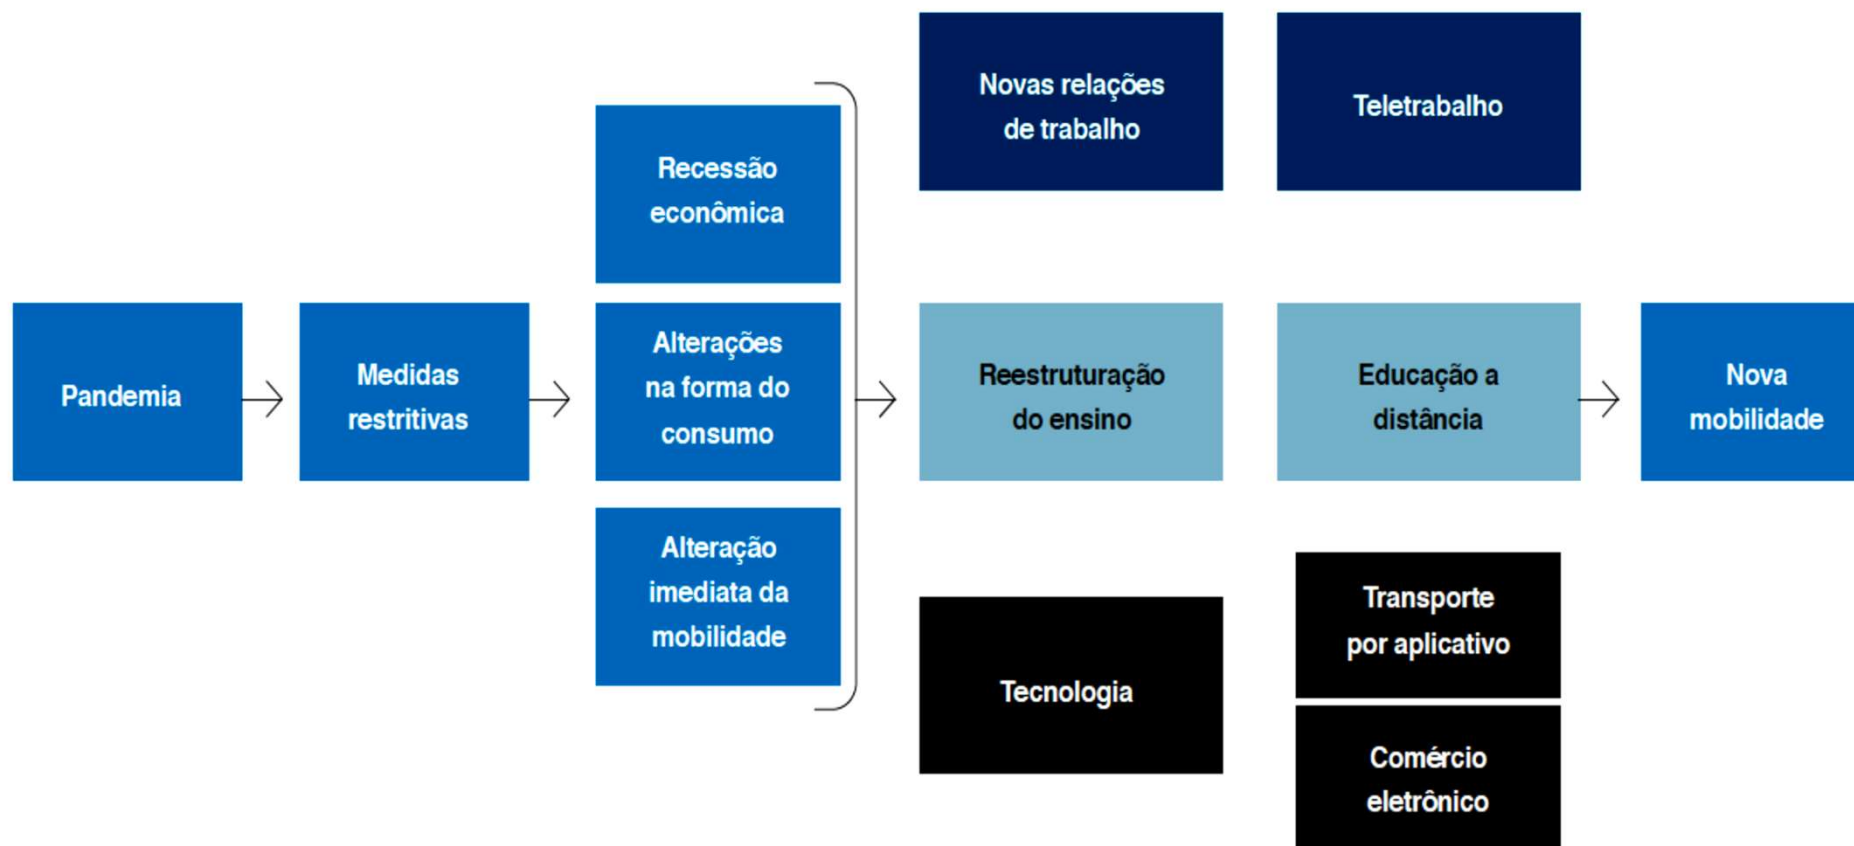 Pandemia
Medidas
restritivas
Recessão
econômica
Alterações
na forma do
consumo
Alteração
imediata da
mobilidade
Novas relações
de trabalho
Teletrabalho
Reestruturação
do ensino
Educação a
distância
Tecnologia
Transporte
por aplicativo
Comércio
eletrônico
Nova
mobilidade